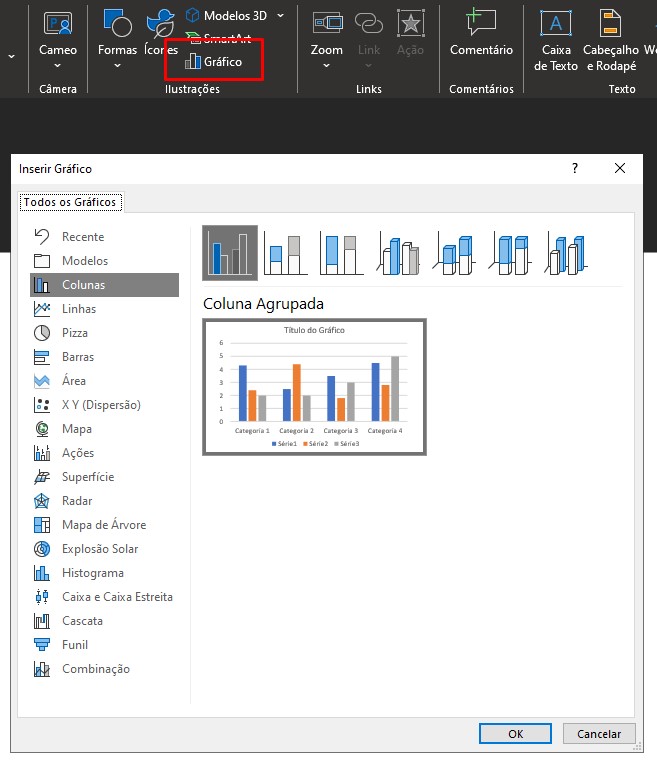 Cameo
Câmera
Formas
Ícones
Modelos 3D
SmartArt
Gráfico
Ilustrações
Zoom
Link
Ação
Links
Comentário
Comentários
Caixa
de Texto
Cabeçalho
e Rodapé
Texto
Inserir Gráfico
?
Todos os Gráficos
Recente
Modelos
Colunas
Linhas
Pizza
Barras
Área
X Y (Dispersão)
Mapa
Ações
Superfície
Radar
Mapa de Árvore
Explosão Solar
Histograma
Caixa e Caixa Estreita
Cascata
Funil
Combinação
Coluna Agrupada
Título do Gráfico
6
5
4
3
2
1
0
Categoria 1 Categoria 2 Categoria 3 Categoria 4
Série1 Série2 Série3
OK
Cancelar